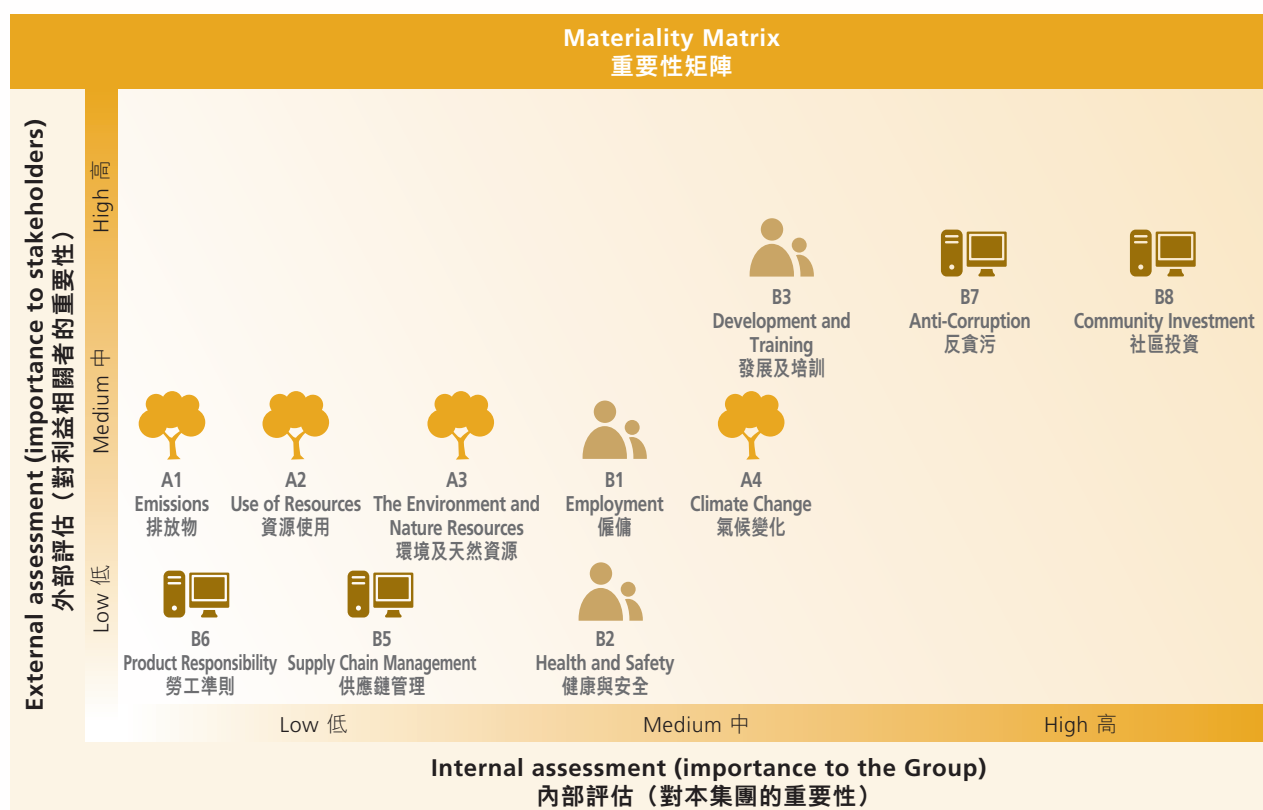 Materiality Matrix
重要性矩陣
External assessment (importance to stakeholders)
外部評估（對利益相關者的重要性）
High 高
Medium 中
Low 低
B3
Development and
Training
發展及培訓
B7
Anti-Corruption
反貪污
B8
Community Investment
社區投資
A1
Emissions
排放物
A2
Use of Resources
資源使用
A3
The Environment and
Nature Resources
環境及天然資源
B1
Employment
僱傭
A4
Climate Change
氣候變化
B6
Product Responsibility
勞工準則
B5
Supply Chain Management
供應鏈管理
B2
Health and Safety
健康與安全
Low 低
Medium 中
High 高
Internal assessment (importance to the Group)
內部評估（對本集團的重要性）